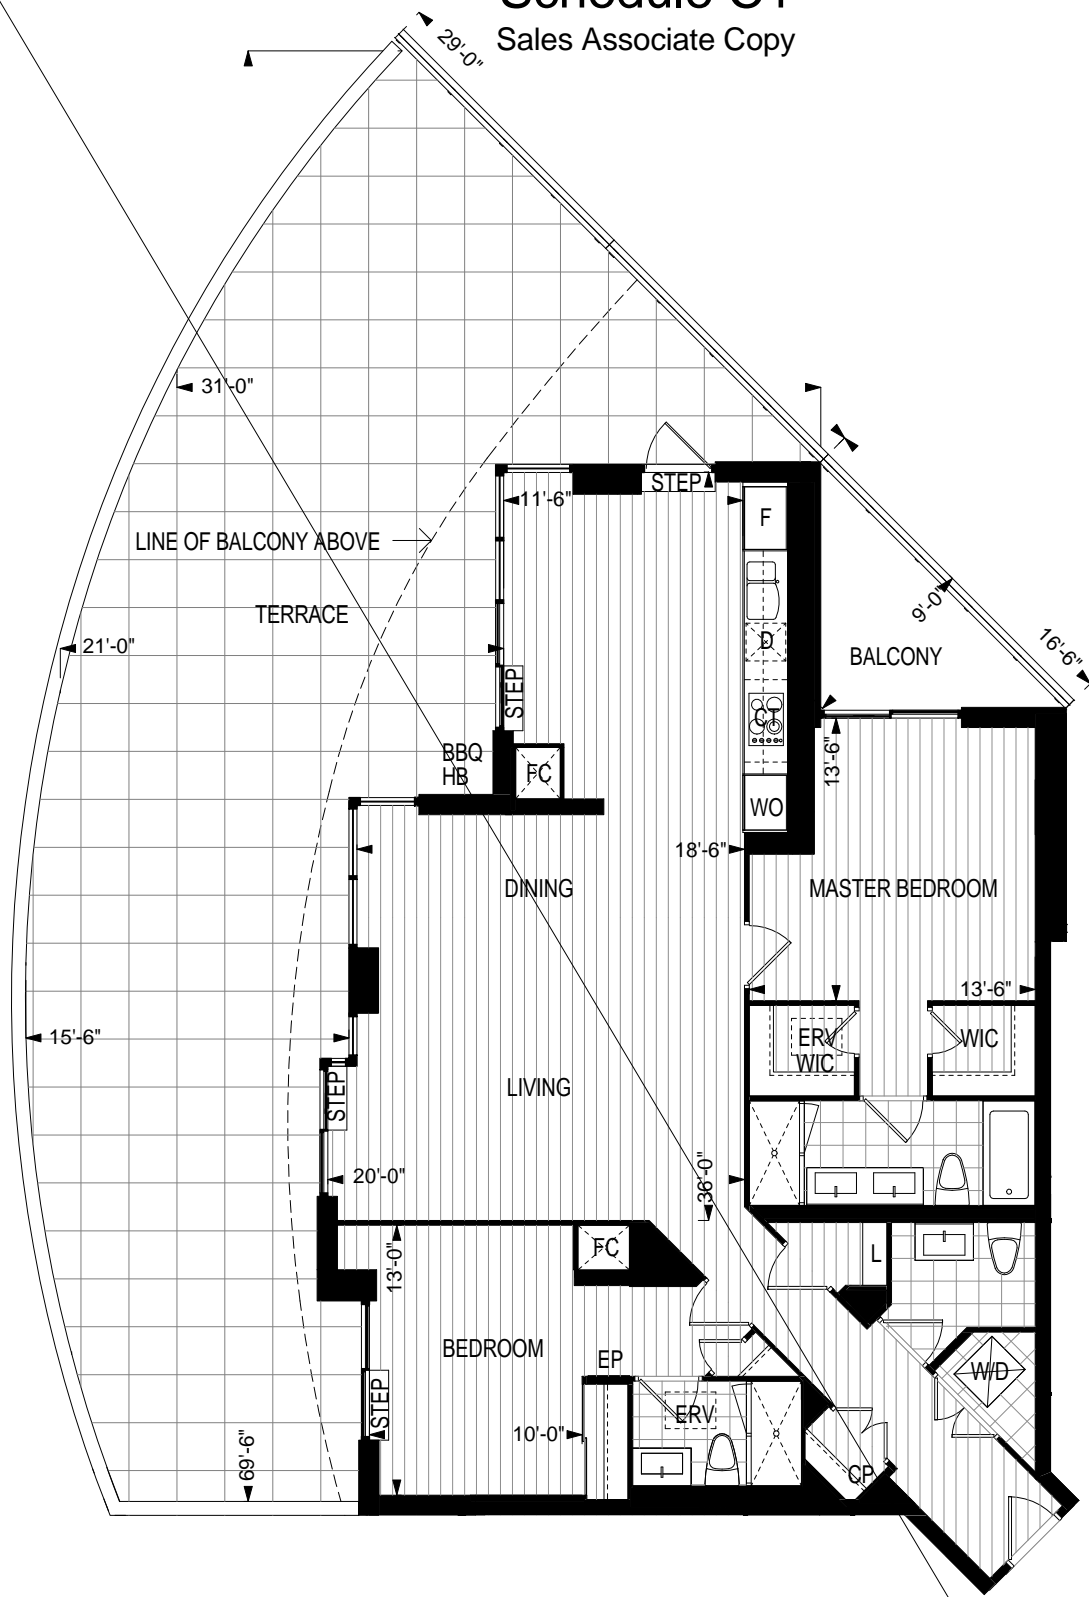 Schedule C1
Sales Associate Copy
29'-0"
31'-0"
STEP
11'-6"
F
LINE OF BALCONY ABOVE
TERRACE
9'-0"
21'-0"
D
BALCONY
16'-6"
STEP
CT
BBQ
HB
FC
13'-6"
WO
18'-6"
DINING
MASTER BEDROOM
13'-6"
15'-6"
ERV
WIC
WIC
STEP
LIVING
20'-0"
36'-0"
FC
L
13'-0"
BEDROOM
EP
W/D
STEP
ERV
10'-0"
69'-6"
CP